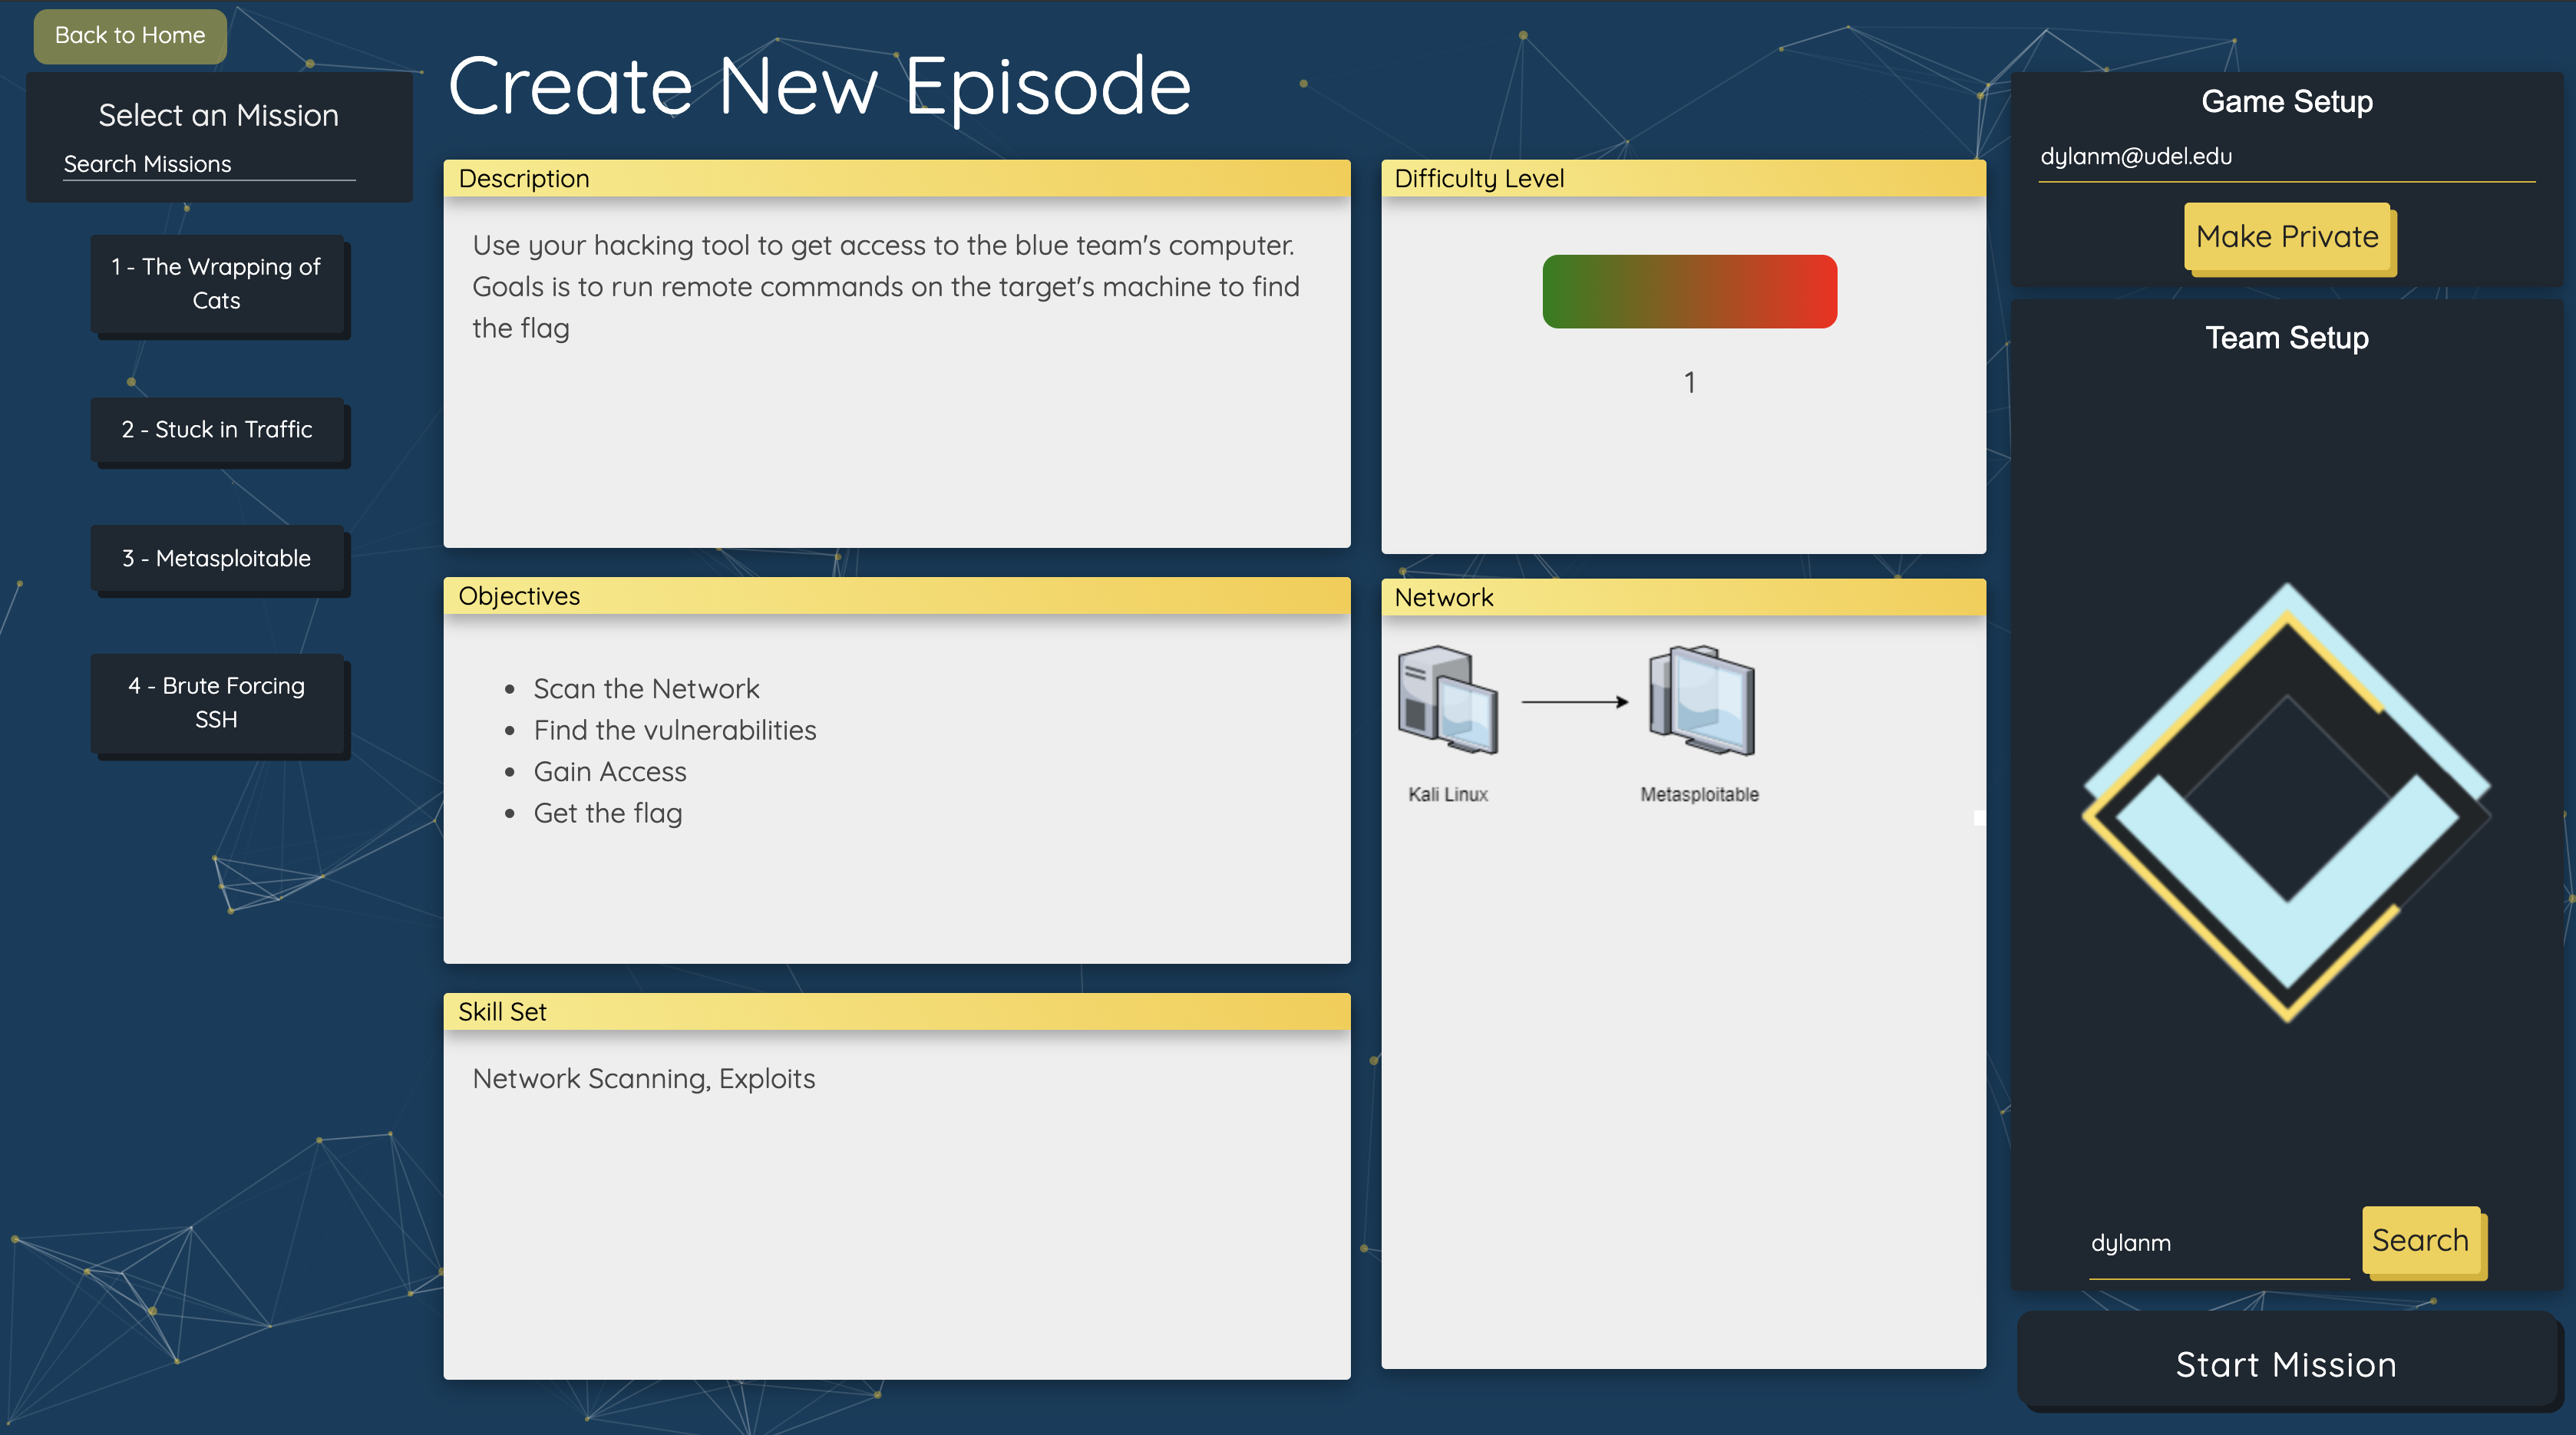 Back to Home
Create New Episode
Select an Mission
Search Missions
1 - The Wrapping of
Cats
2 - Stuck in Traffic
3 - Metasploitable
4 - Brute Forcing
SSH
Description
Use your hacking tool to get access to the blue team's computer.
Goals is to run remote commands on the target's machine to find
the flag
Objectives
• Scan the Network
• Find the vulnerabilities
• Gain Access
• Get the flag
Skill Set
Network Scanning, Exploits
Difficulty Level
1
Network
Kali Linux
Metasploitable
Game Setup
dylanm@udel.edu
Make Private
Team Setup
dylanm
Search
Start Mission